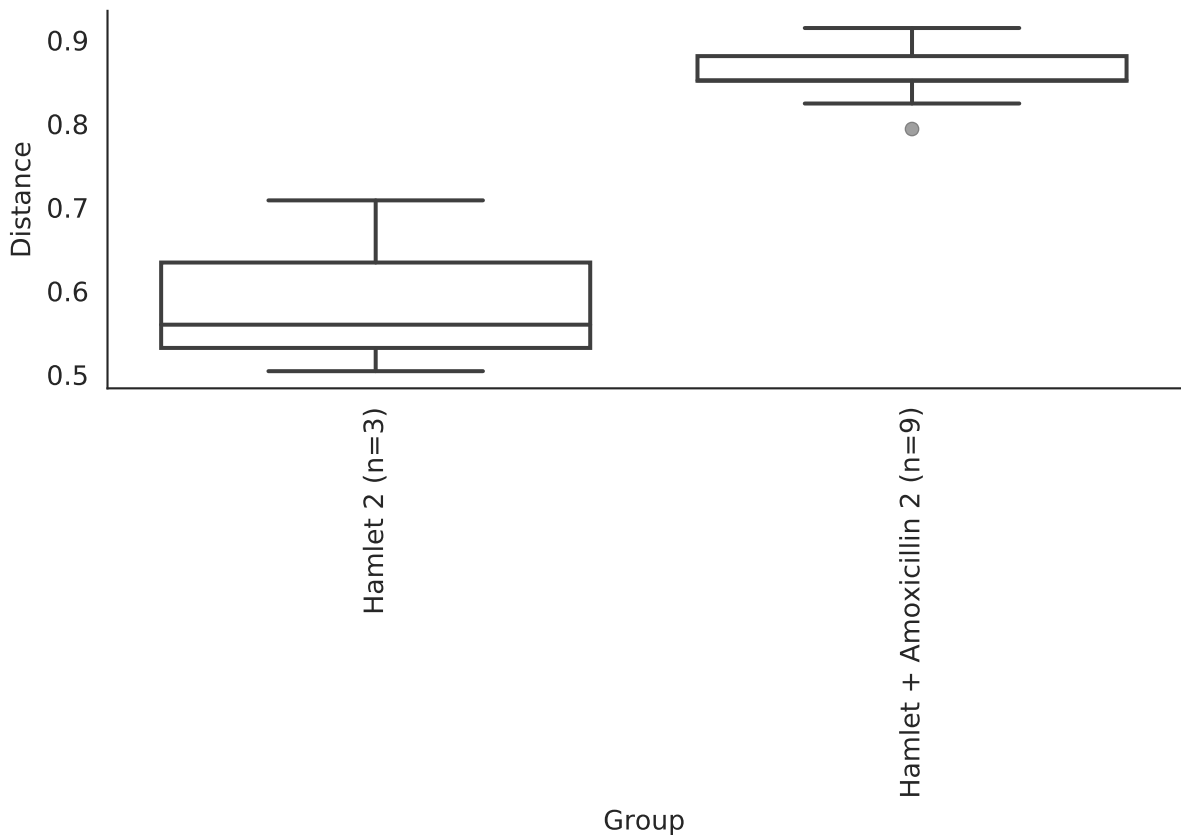 0.9
0.8
0.7
0.6
0.5
Distance
Hamlet 2 (n=3)
Hamlet + Amoxicillin 2 (n=9)
Group